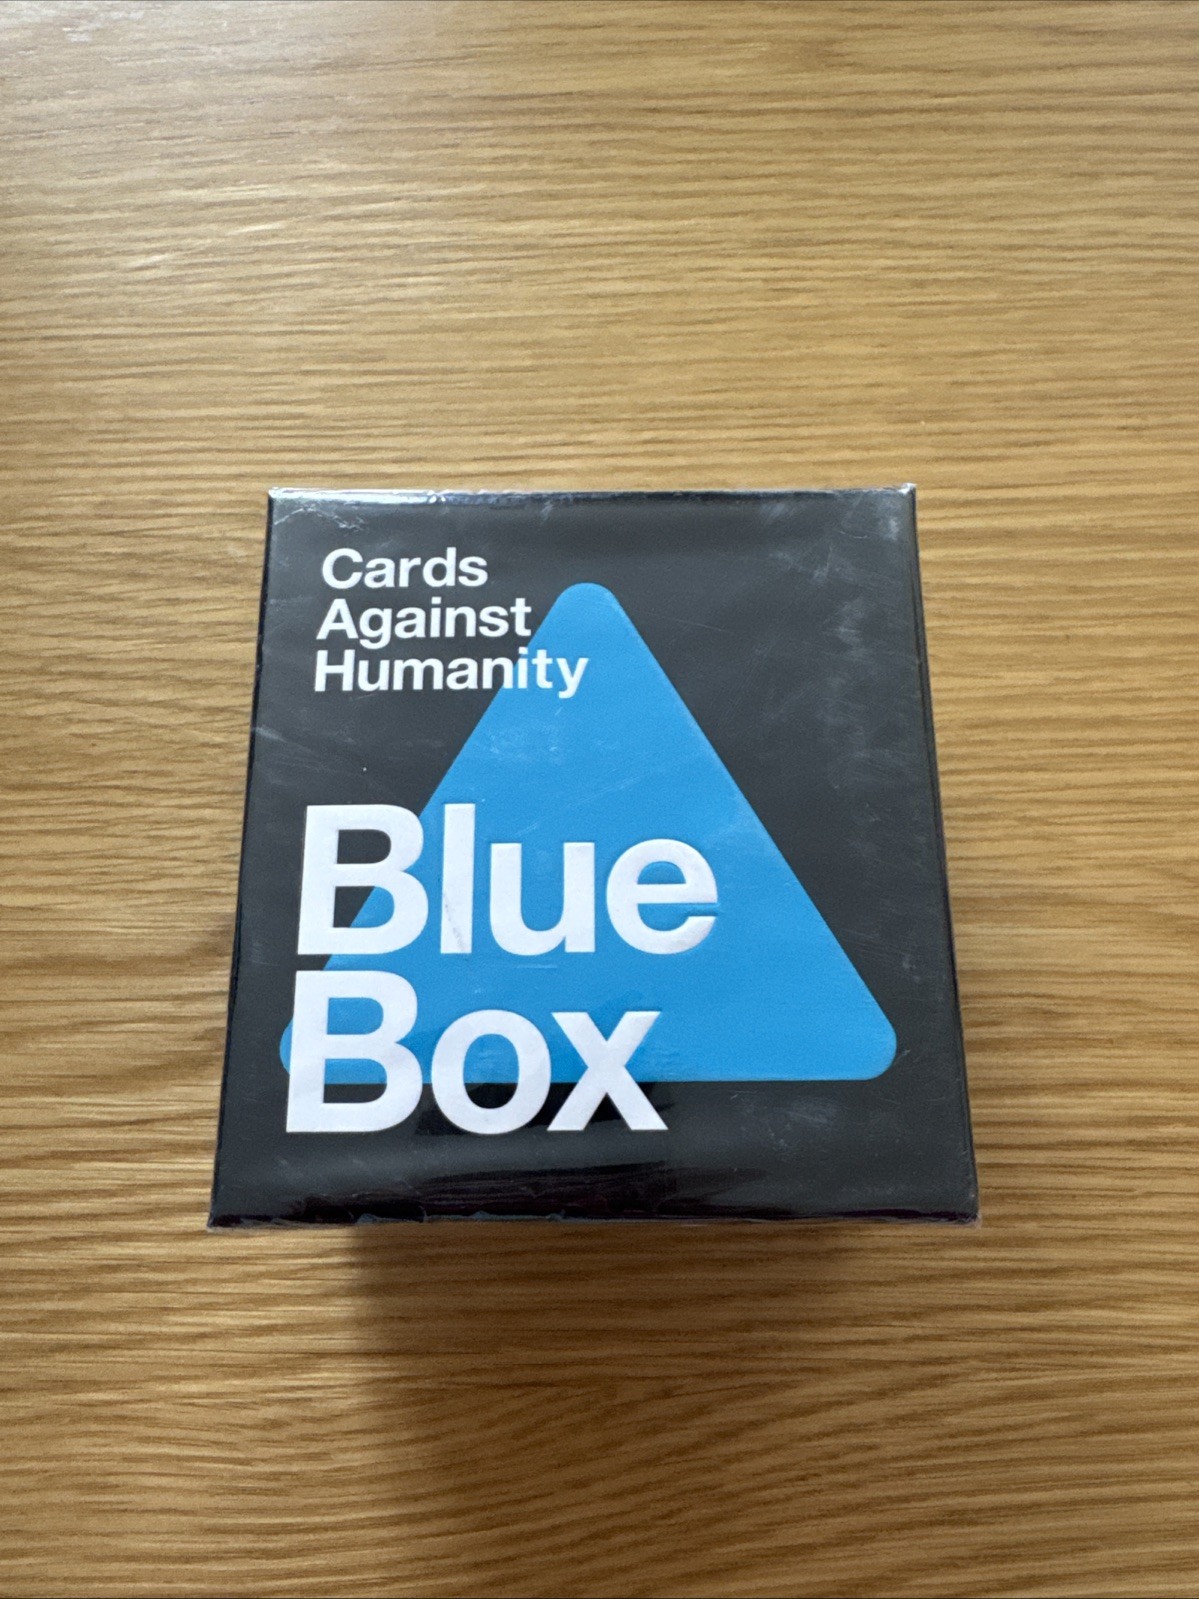 Cards
Against
Humanity
Blue
Box